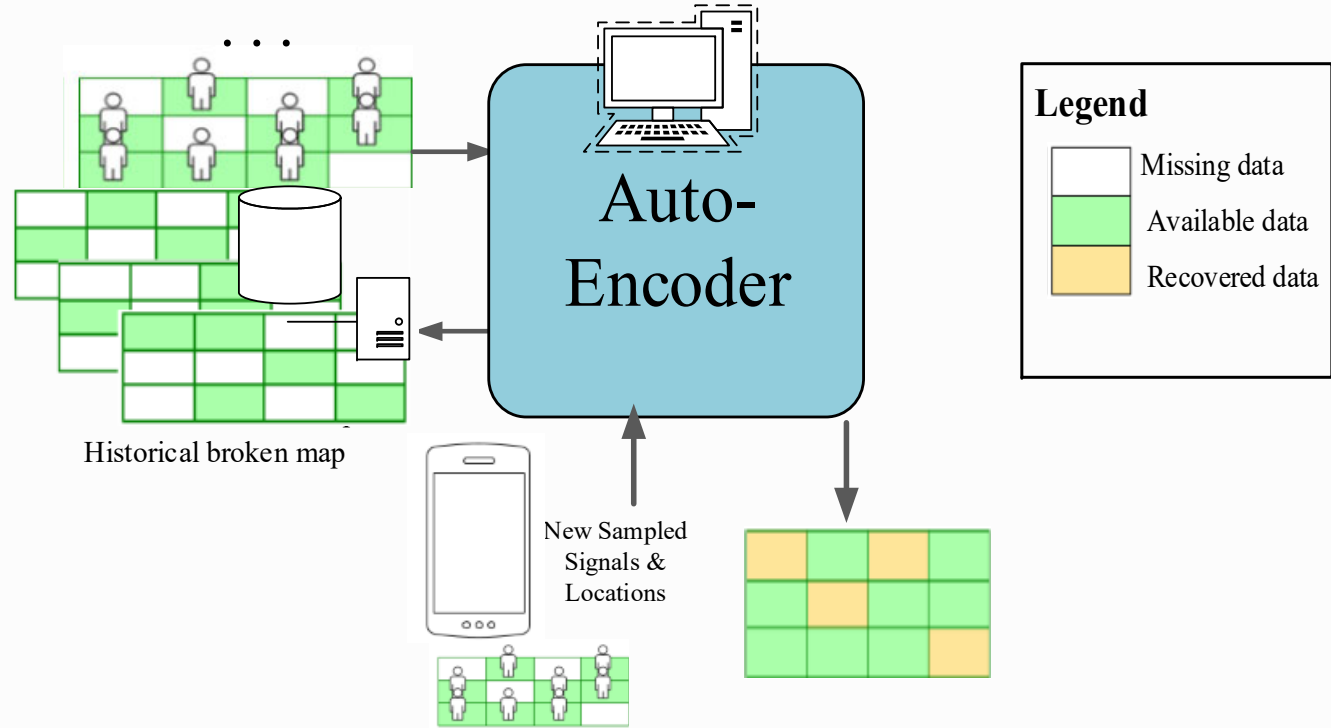 . . .
Auto-
Encoder
Legend
Missing data
Available data
Recovered data
Historical broken map
New Sampled
Signals &
Locations